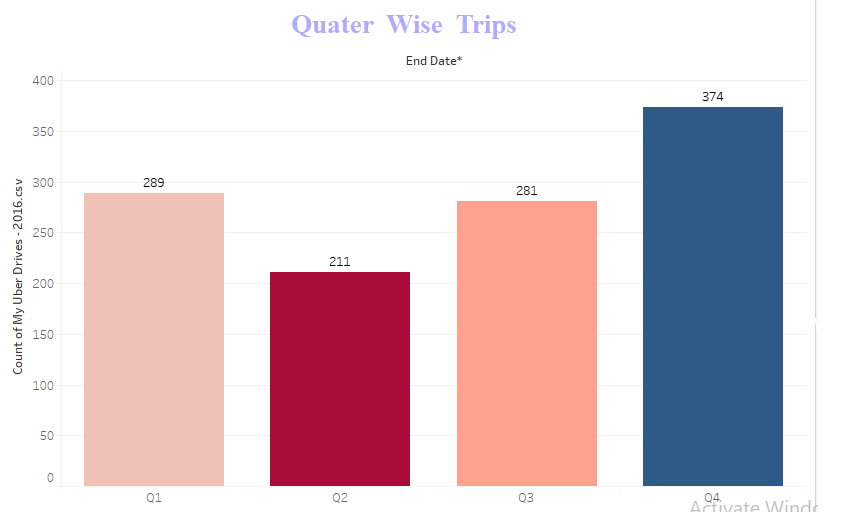 Quater Wise Trips
End Date*
Count of My Uber Drives - 2016.csv
400
350
300
250
200
150
100
50
0
289
211
281
374
Q1
Q2
Q3
Q4
Activate